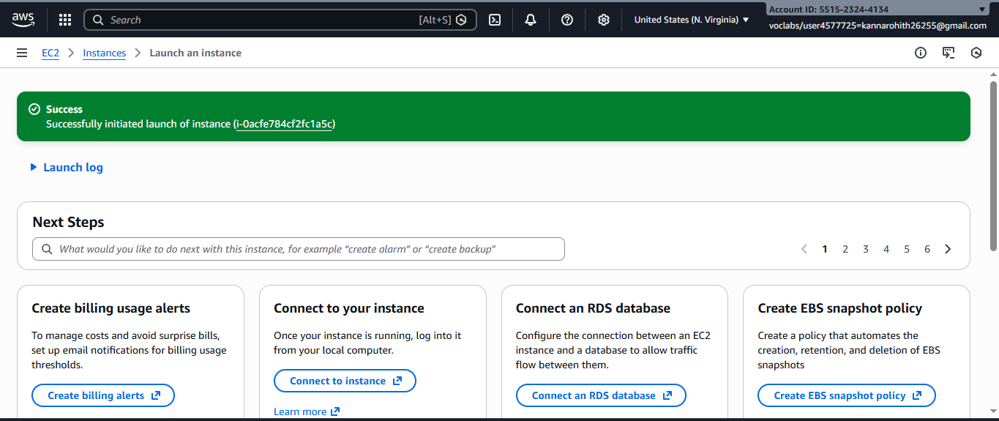 aws
Search
[Alt+S]
United States (N. Virginia)
Account ID: 5515-2324-4134
voclabs/user4577725=kannarohith26255@gmail.com
EC2
Instances
Launch an instance
Success
Successfully initiated launch of instance (i-0acfe784cf2fc1a5c)
Launch log
Next Steps
What would you like to do next with this instance, for example “create alarm” or “create backup"
1 2 3 4 5 6
Create billing usage alerts
To manage costs and avoid surprise bills,
set up email notifications for billing usage
thresholds.
Create billing alerts
Connect to your instance
Once your instance is running, log into it
from your local computer.
Connect to instance
Learn more
Connect an RDS database
Configure the connection between an EC2
instance and a database to allow traffic
flow between them.
Connect an RDS database
Create EBS snapshot policy
Create a policy that automates the
creation, retention, and deletion of EBS
snapshots
Create EBS snapshot policy